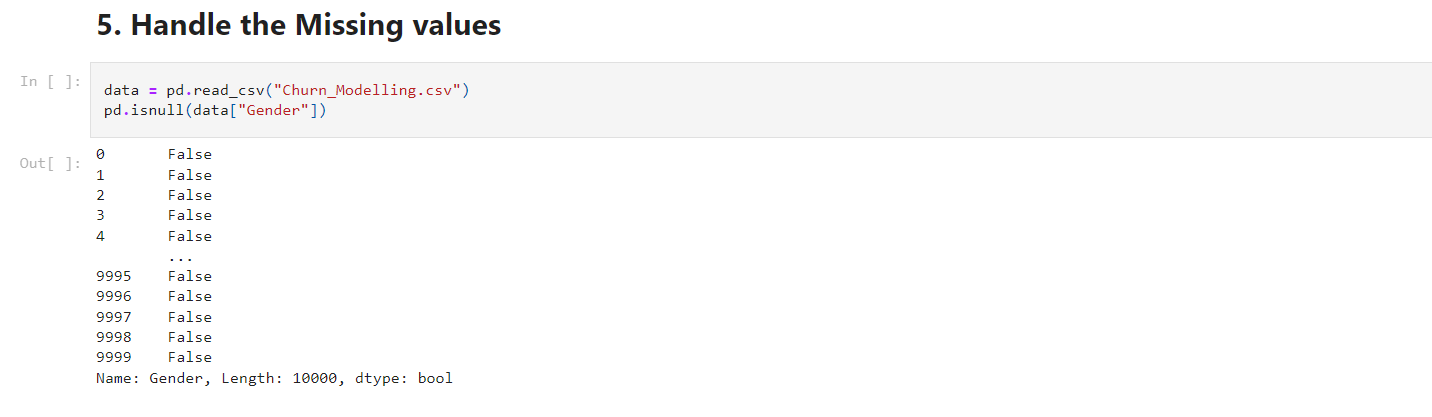 5. Handle the Missing values
In [ ]:
data = pd.read_csv("Churn_Modelling.csv")
pd.isnull(data["Gender"])
Out[ ]:
0       False
1       False
2       False
3       False
4       False
        ...
9995    False
9996    False
9997    False
9998    False
9999    False
Name: Gender, Length: 10000, dtype: bool